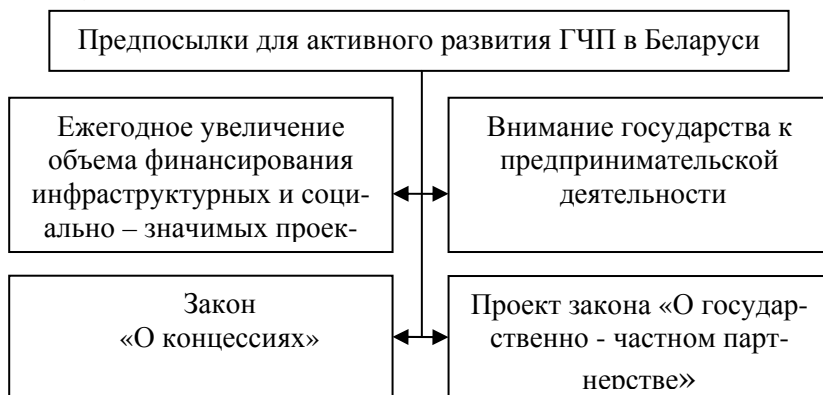 Предпосылки для активного развития ГЧП в Беларуси
Ежегодное увеличение
объема финансирования
инфраструктурных и соци-
ально – значимых проек-
Внимание государства к
предпринимательской
деятельности
Закон
«О концессиях»
Проект закона «О государ-
ственно - частном парт-
нерстве»